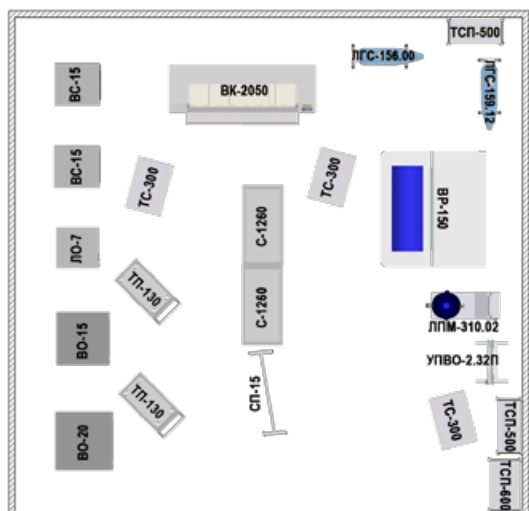 ТСП-500
ЛГС-156.00
ЛГС-159.12
ВС-15
ВК-2050
ВС-15
ТС-300
ТС-300
ВР-150
С-1260
ЛО-7
ТП-130
С-1260
ЛПМ-310.02
ВО-15
УПВО-2.32П
СП-15
ТП-130
ТС-300
ТСП-500
ВО-20
ТСП-600